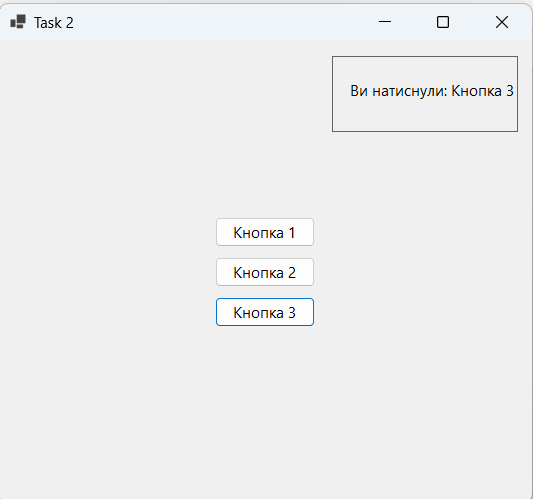 Task 2
Ви натиснули: Кнопка 3
Кнопка 1
Кнопка 2
Кнопка 3